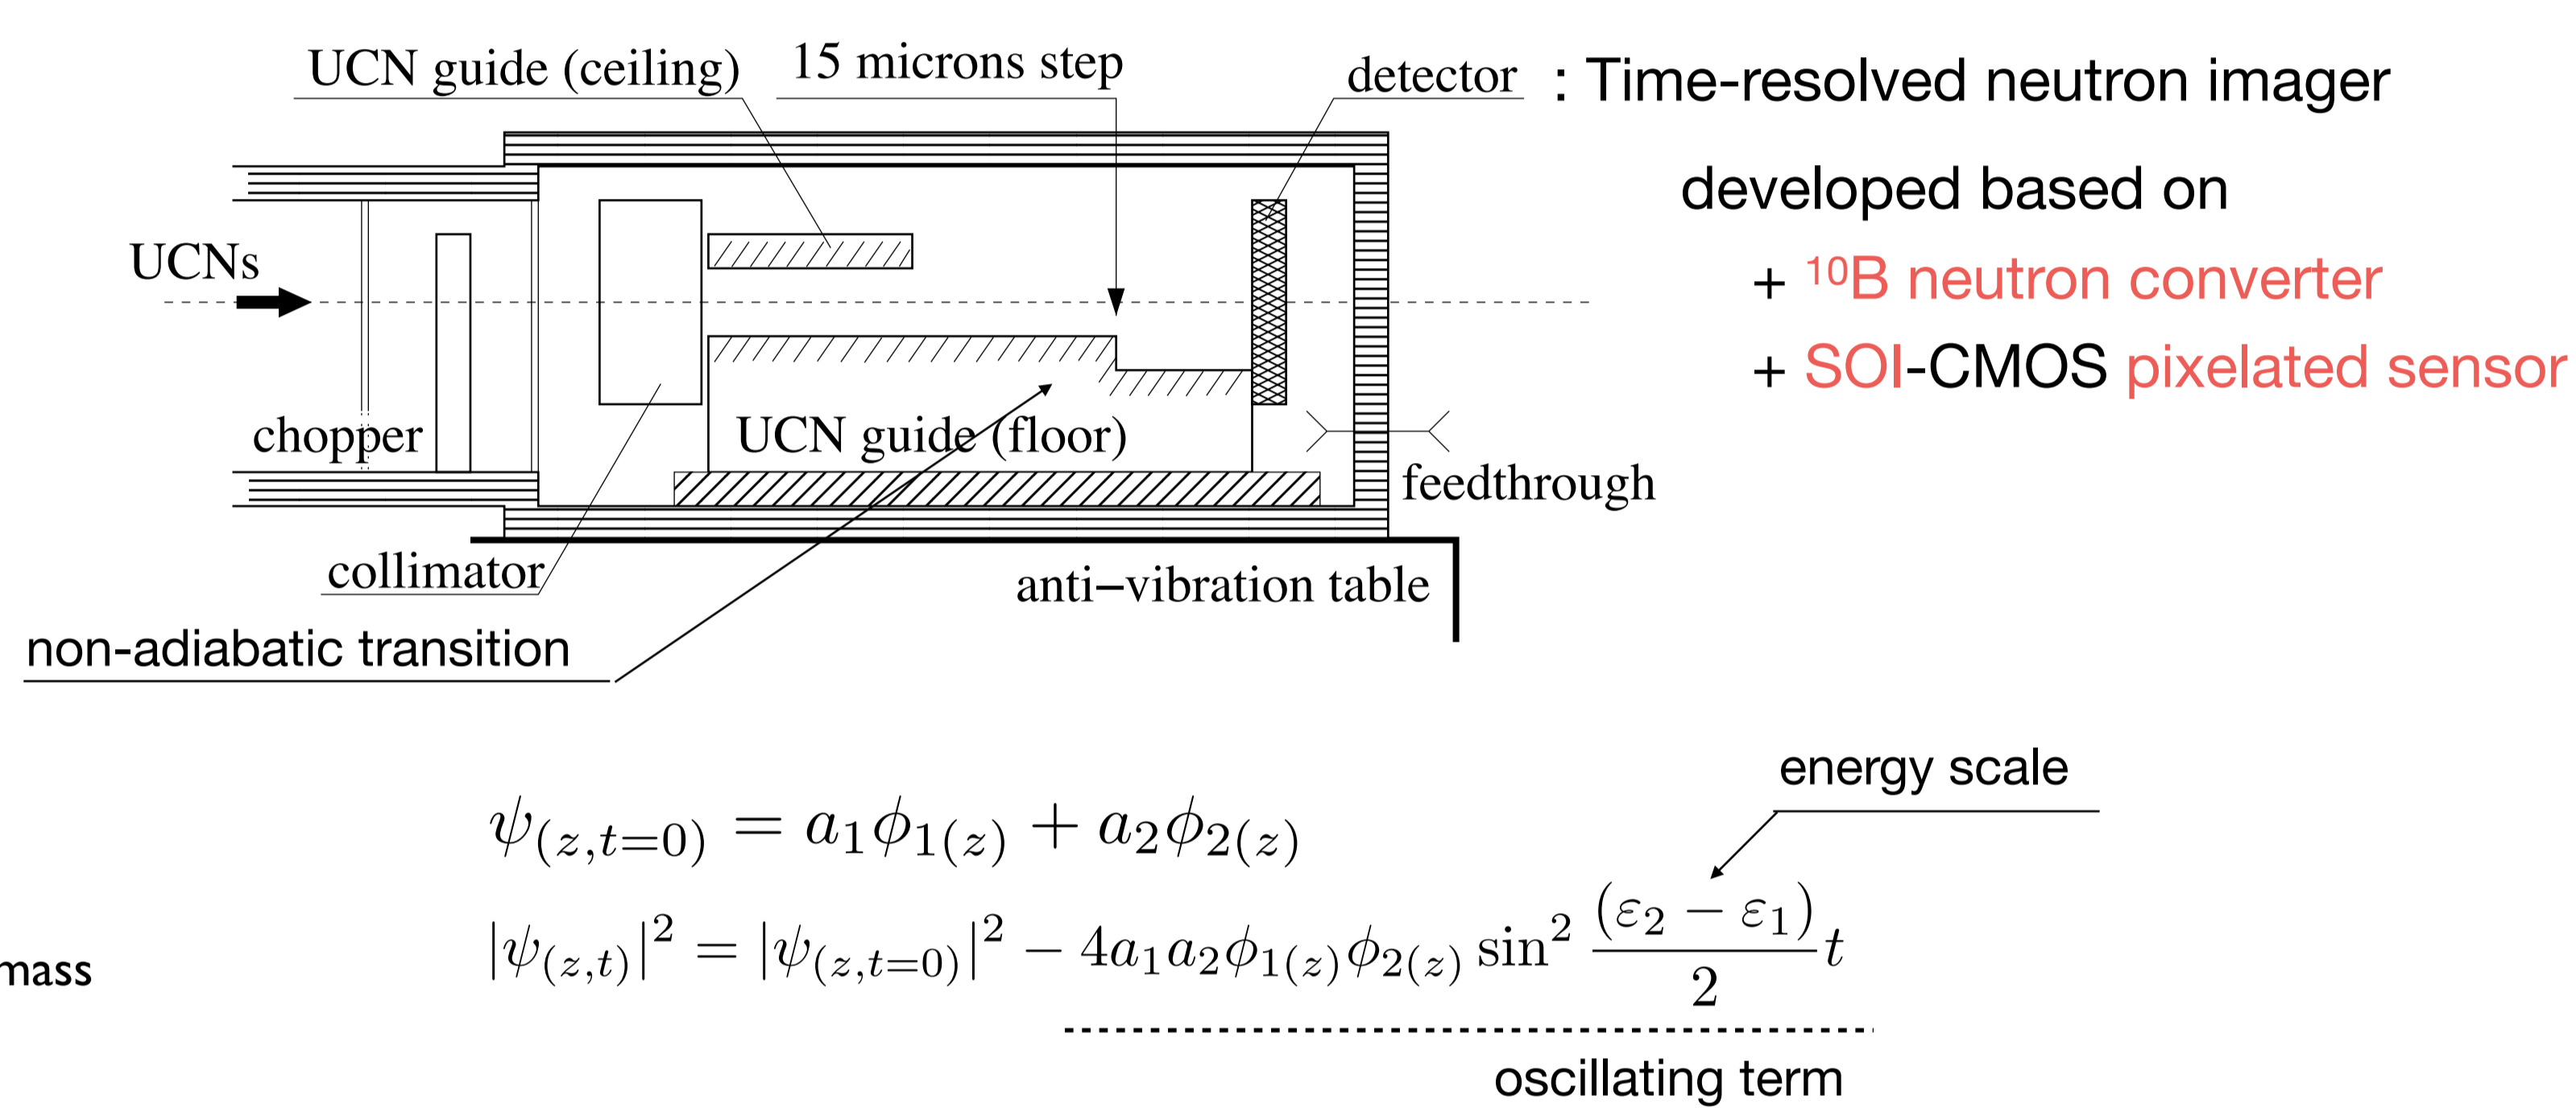 UCN guide (ceiling)
15 microns step
detector : Time-resolved neutron imager
developed based on
+ ¹⁰B neutron converter
+ SOI-CMOS pixelated sensor
UCNs
chopper
UCN guide (floor)
feedthrough
collimator
anti−vibration table
non-adiabatic transition
energy scale
ψ(z,t=0) = a₁ϕ₁(z) + a₂ϕ₂(z)
|ψ(z,t)|² = |ψ(z,t=0)|² − 4a₁a₂ϕ₁(z)ϕ₂(z) sin² (ε₂ − ε₁)/2 t
mass
oscillating term